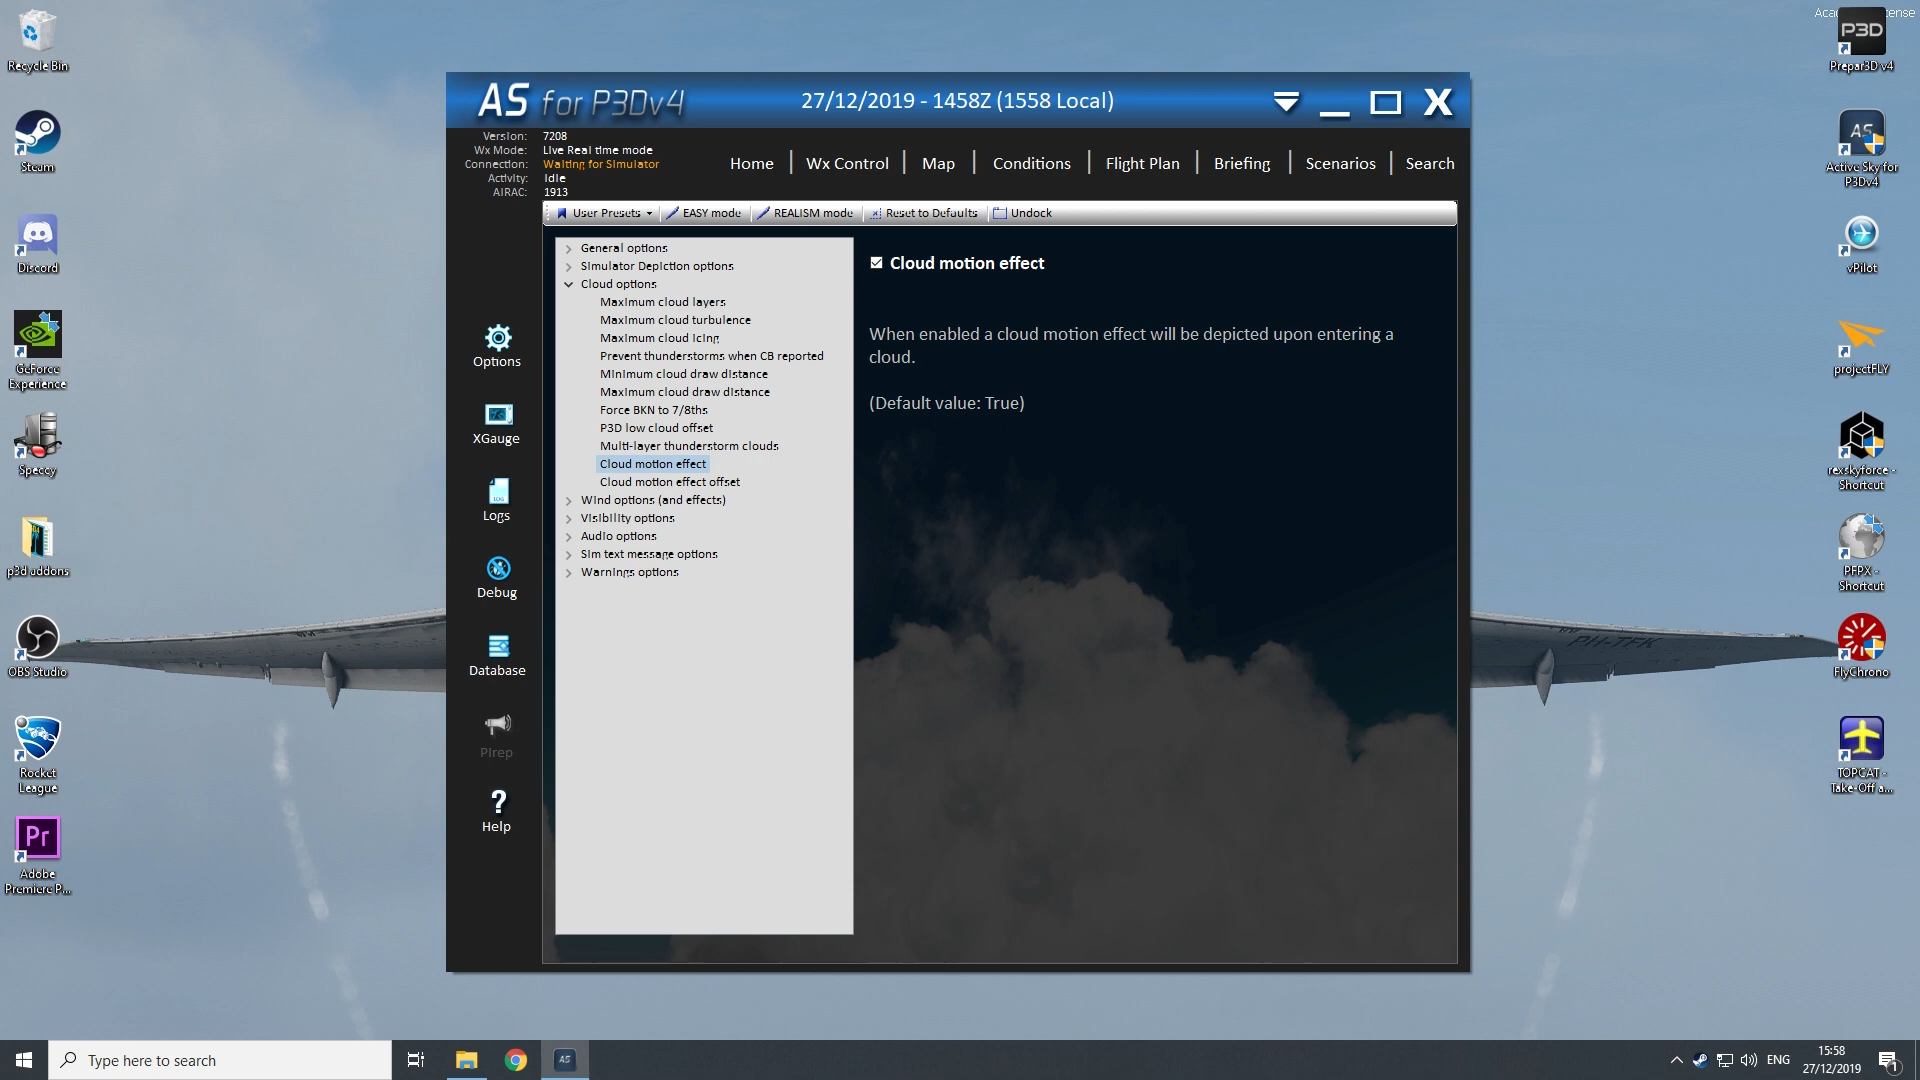 Recycle Bin
Steam
Discord
GeForce
Experience
Speccy
p3d addons
OBS Studio
Rocket
League
Pr
Adobe
Premiere P...
AS for P3Dv4
27/12/2019 - 1458Z (1558 Local)
X
Version: 7208
Wx Mode: Live Real time mode
Connection: Waiting for Simulator
Activity: Idle
AIRAC: 1913
Home
Wx Control
Map
Conditions
Flight Plan
Briefing
Scenarios
Search
User Presets
EASY mode
REALISM mode
Reset to Defaults
Undock
Options
XGauge
LOG
Logs
Debug
Database
PIrep
?
Help
General options
Simulator Depiction options
Cloud options
Maximum cloud layers
Maximum cloud turbulence
Maximum cloud icing
Prevent thunderstorms when CB reported
Minimum cloud draw distance
Maximum cloud draw distance
Force BKN to 7/8ths
P3D low cloud offset
Multi-layer thunderstorm clouds
Cloud motion effect
Cloud motion effect offset
Wind options (and effects)
Visibility options
Audio options
Sim text message options
Warnings options
Cloud motion effect
When enabled a cloud motion effect will be depicted upon entering a
cloud.
(Default value: True)
P3D
Prepar3D v4
AS
Active Sky for
P3Dv4
vPilot
projectFLY
rexskyforce -
Shortcut
PFPX -
Shortcut
FlyChrono
TOPCAT -
Take-Off a...
PH-TFK
Type here to search
AS
ENG
15:58
27/12/2019
1